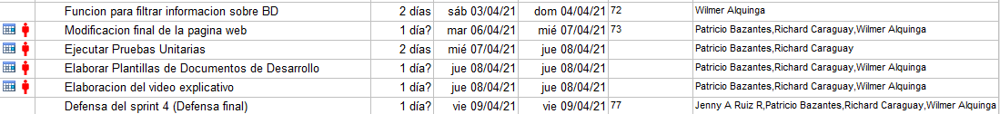 Funcion para filtrar informacion sobre BD 2 días sáb 03/04/21 dom 04/04/21 72 Wilmer Alquinga
Modificacion final de la pagina web 1 día? mar 06/04/21 mié 07/04/21 73 Patricio Bazantes,Richard Caraguay,Wilmer Alquinga
Ejecutar Pruebas Unitarias 2 días mié 07/04/21 jue 08/04/21 Patricio Bazantes,Richard Caraguay
Elaborar Plantillas de Documentos de Desarrollo 1 día? jue 08/04/21 jue 08/04/21 Patricio Bazantes,Richard Caraguay,Wilmer Alquinga
Elaboracion del video explicativo 1 día? jue 08/04/21 jue 08/04/21 Patricio Bazantes,Richard Caraguay,Wilmer Alquinga
Defensa del sprint 4 (Defensa final) 1 día? vie 09/04/21 vie 09/04/21 77 Jenny A Ruiz R,Patricio Bazantes,Richard Caraguay,Wilmer Alquinga